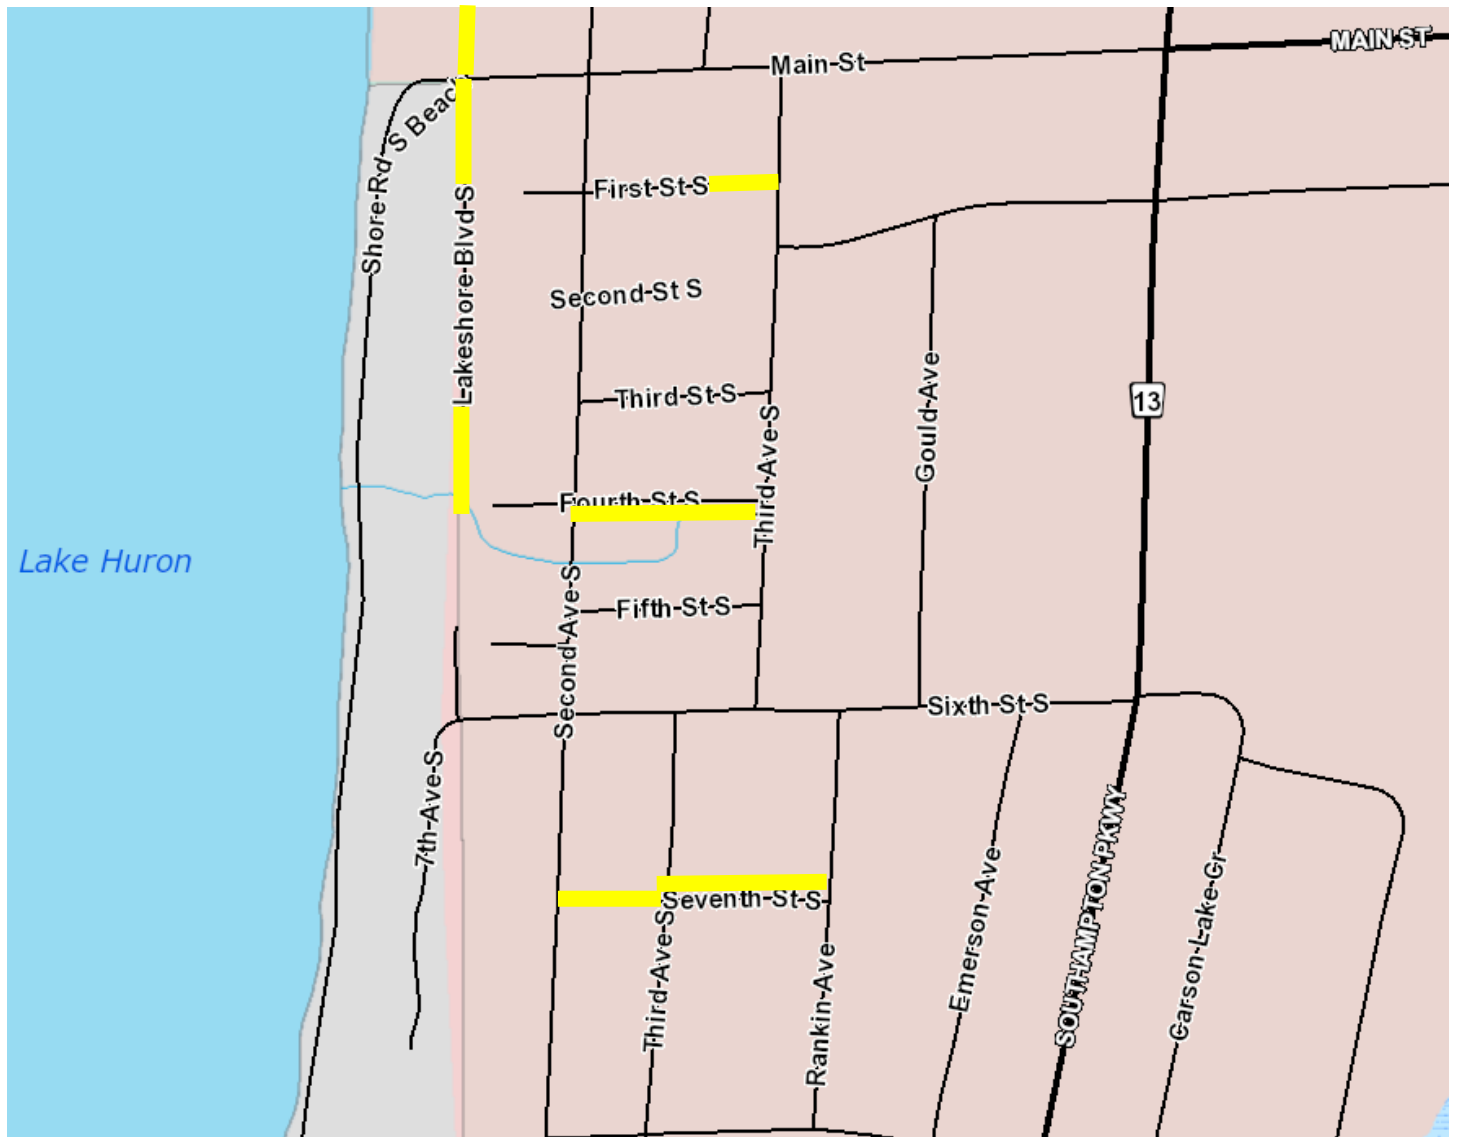 MAIN ST
Main St
S Beach
First St S
Shore Rd
Lakeshore Blvd S
Second St S
Third St S
Gould Ave
13
Third Ave S
Fourth St S
Lake Huron
Fifth St S
Second Ave S
Sixth St S
7th Ave S
SOUTHAMPTON PKWY
Emerson Ave
Carson Lake Cr
Seventh St S
Third Ave S
Rankin Ave